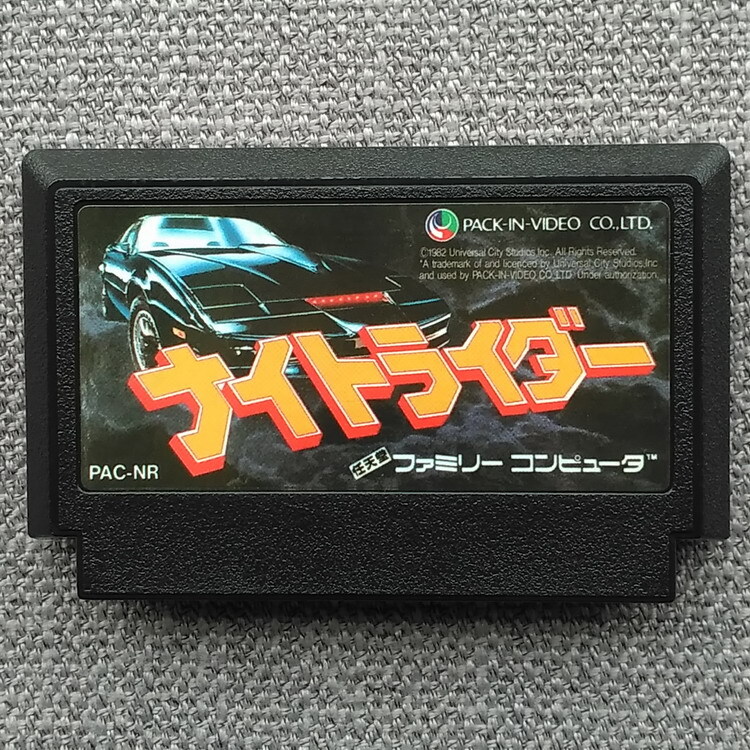 PACK-IN-VIDEO CO.,LTD.
©1982 Universal City Studios.Inc. All Rights Reserved.
*A trademark of and licenced by Universal City Studios.Inc
and used by PACK-IN-VIDEO CO.,LTD. Under authorization.
ナイトライダー
PAC-NR
任天堂 ファミリー コンピュータ™